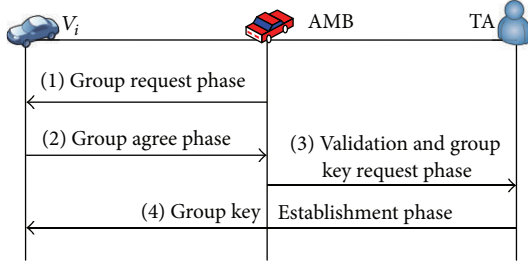 Vi AMB TA
(1) Group request phase
(2) Group agree phase
(3) Validation and group
key request phase
(4) Group key Establishment phase